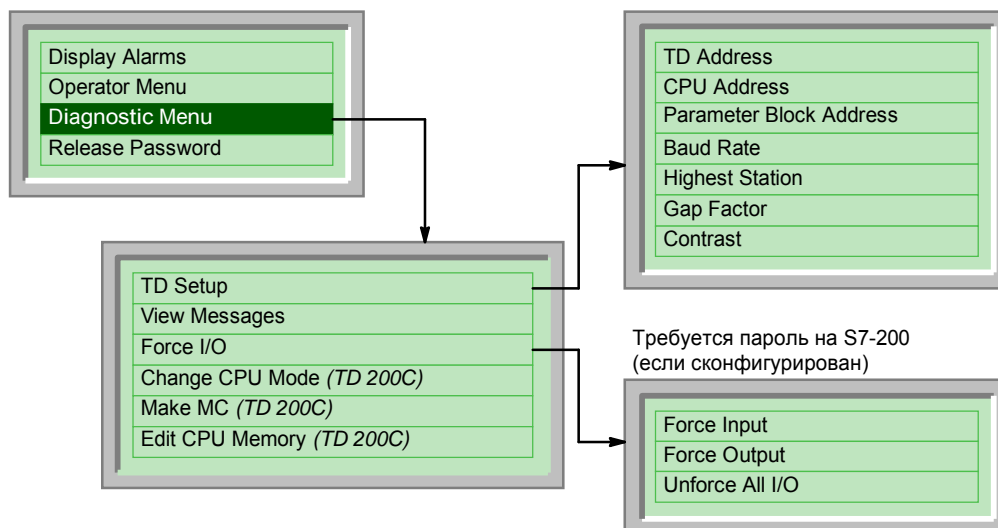 Display Alarms
Operator Menu
Diagnostic Menu
Release Password
TD Address
CPU Address
Parameter Block Address
Baud Rate
Highest Station
Gap Factor
Contrast
TD Setup
View Messages
Force I/O
Change CPU Mode (TD 200C)
Make MC (TD 200C)
Edit CPU Memory (TD 200C)
Требуется пароль на S7-200
(если сконфигурирован)
Force Input
Force Output
Unforce All I/O